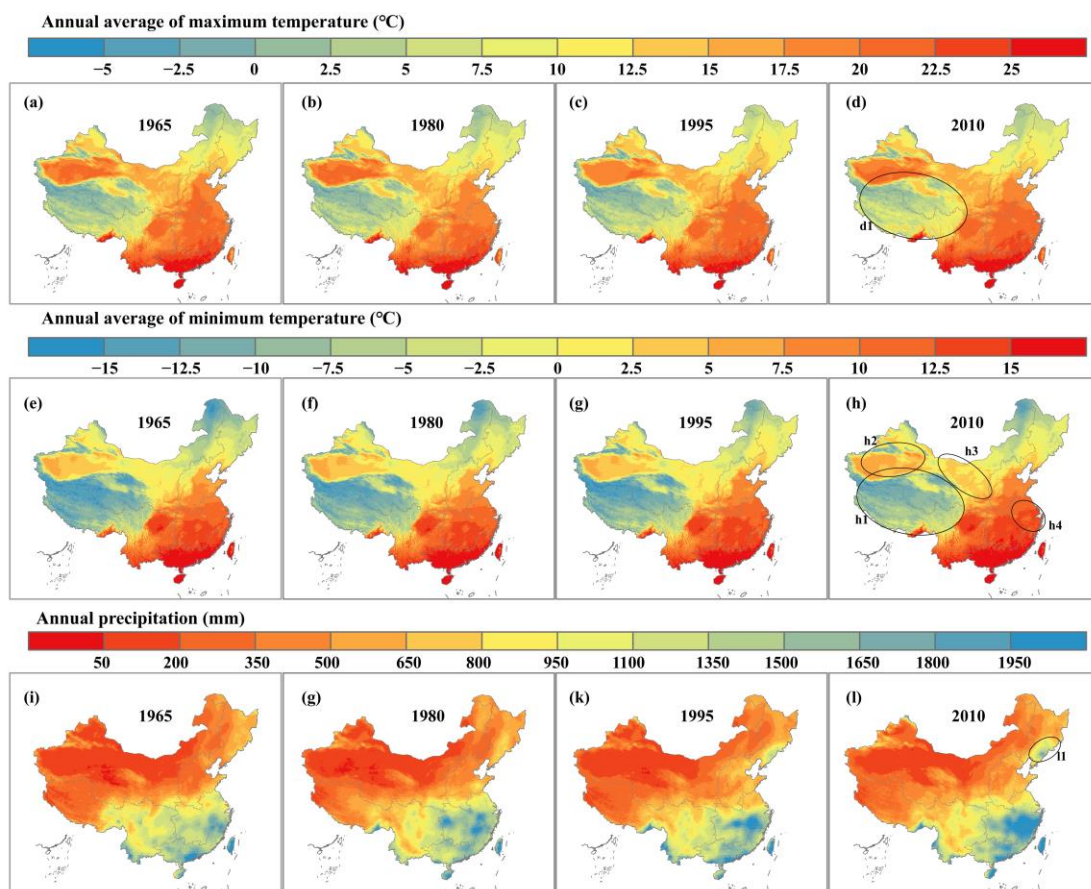 Annual average of maximum temperature (°C)
−5 −2.5 0 2.5 5 7.5 10 12.5 15 17.5 20 22.5 25
(a) 1965
(b) 1980
(c) 1995
(d) 2010
d1
Annual average of minimum temperature (°C)
−15 −12.5 −10 −7.5 −5 −2.5 0 2.5 5 7.5 10 12.5 15
(e) 1965
(f) 1980
(g) 1995
(h) 2010
h2
h3
h1
h4
Annual precipitation (mm)
50 200 350 500 650 800 950 1100 1350 1500 1650 1800 1950
(i) 1965
(g) 1980
(k) 1995
(l) 2010
l1